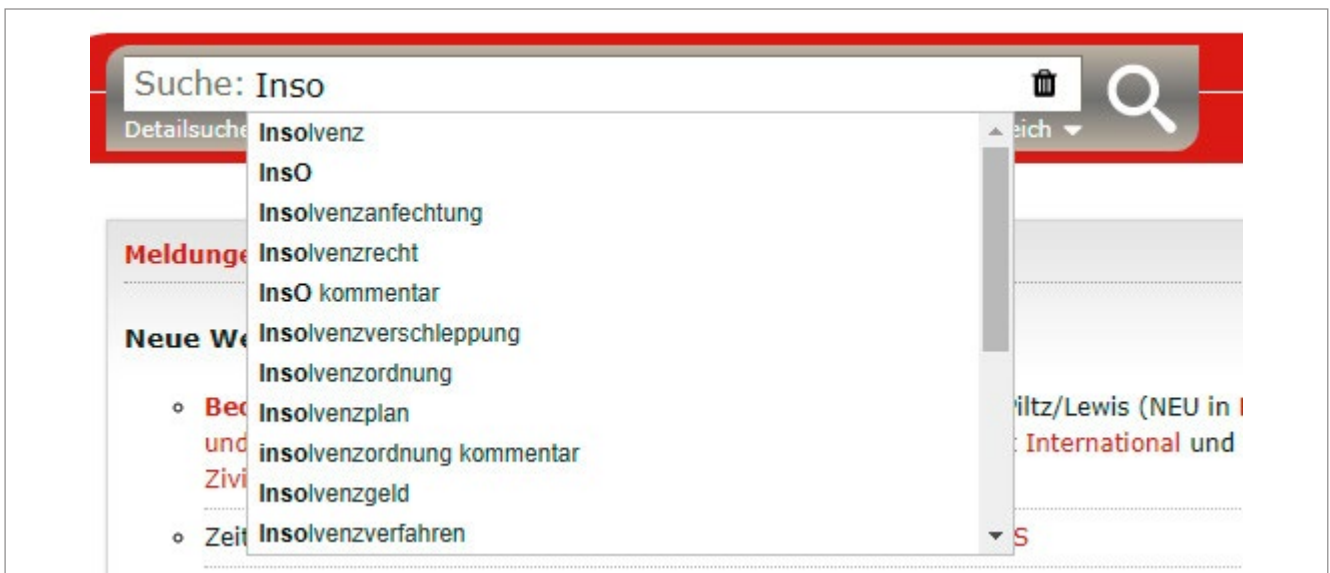 Suche: Inso
Detailsuche
eich
Insolvenz
InsO
Insolvenzanfechtung
Insolvenzrecht
InsO kommentar
Insolvenzverschleppung
Insolvenzordnung
Insolvenzplan
insolvenzordnung kommentar
Insolvenzgeld
Insolvenzverfahren
Meldunge
Neue We
Bec iltz/Lewis (NEU in
und : International und
Zivi
Zeit S